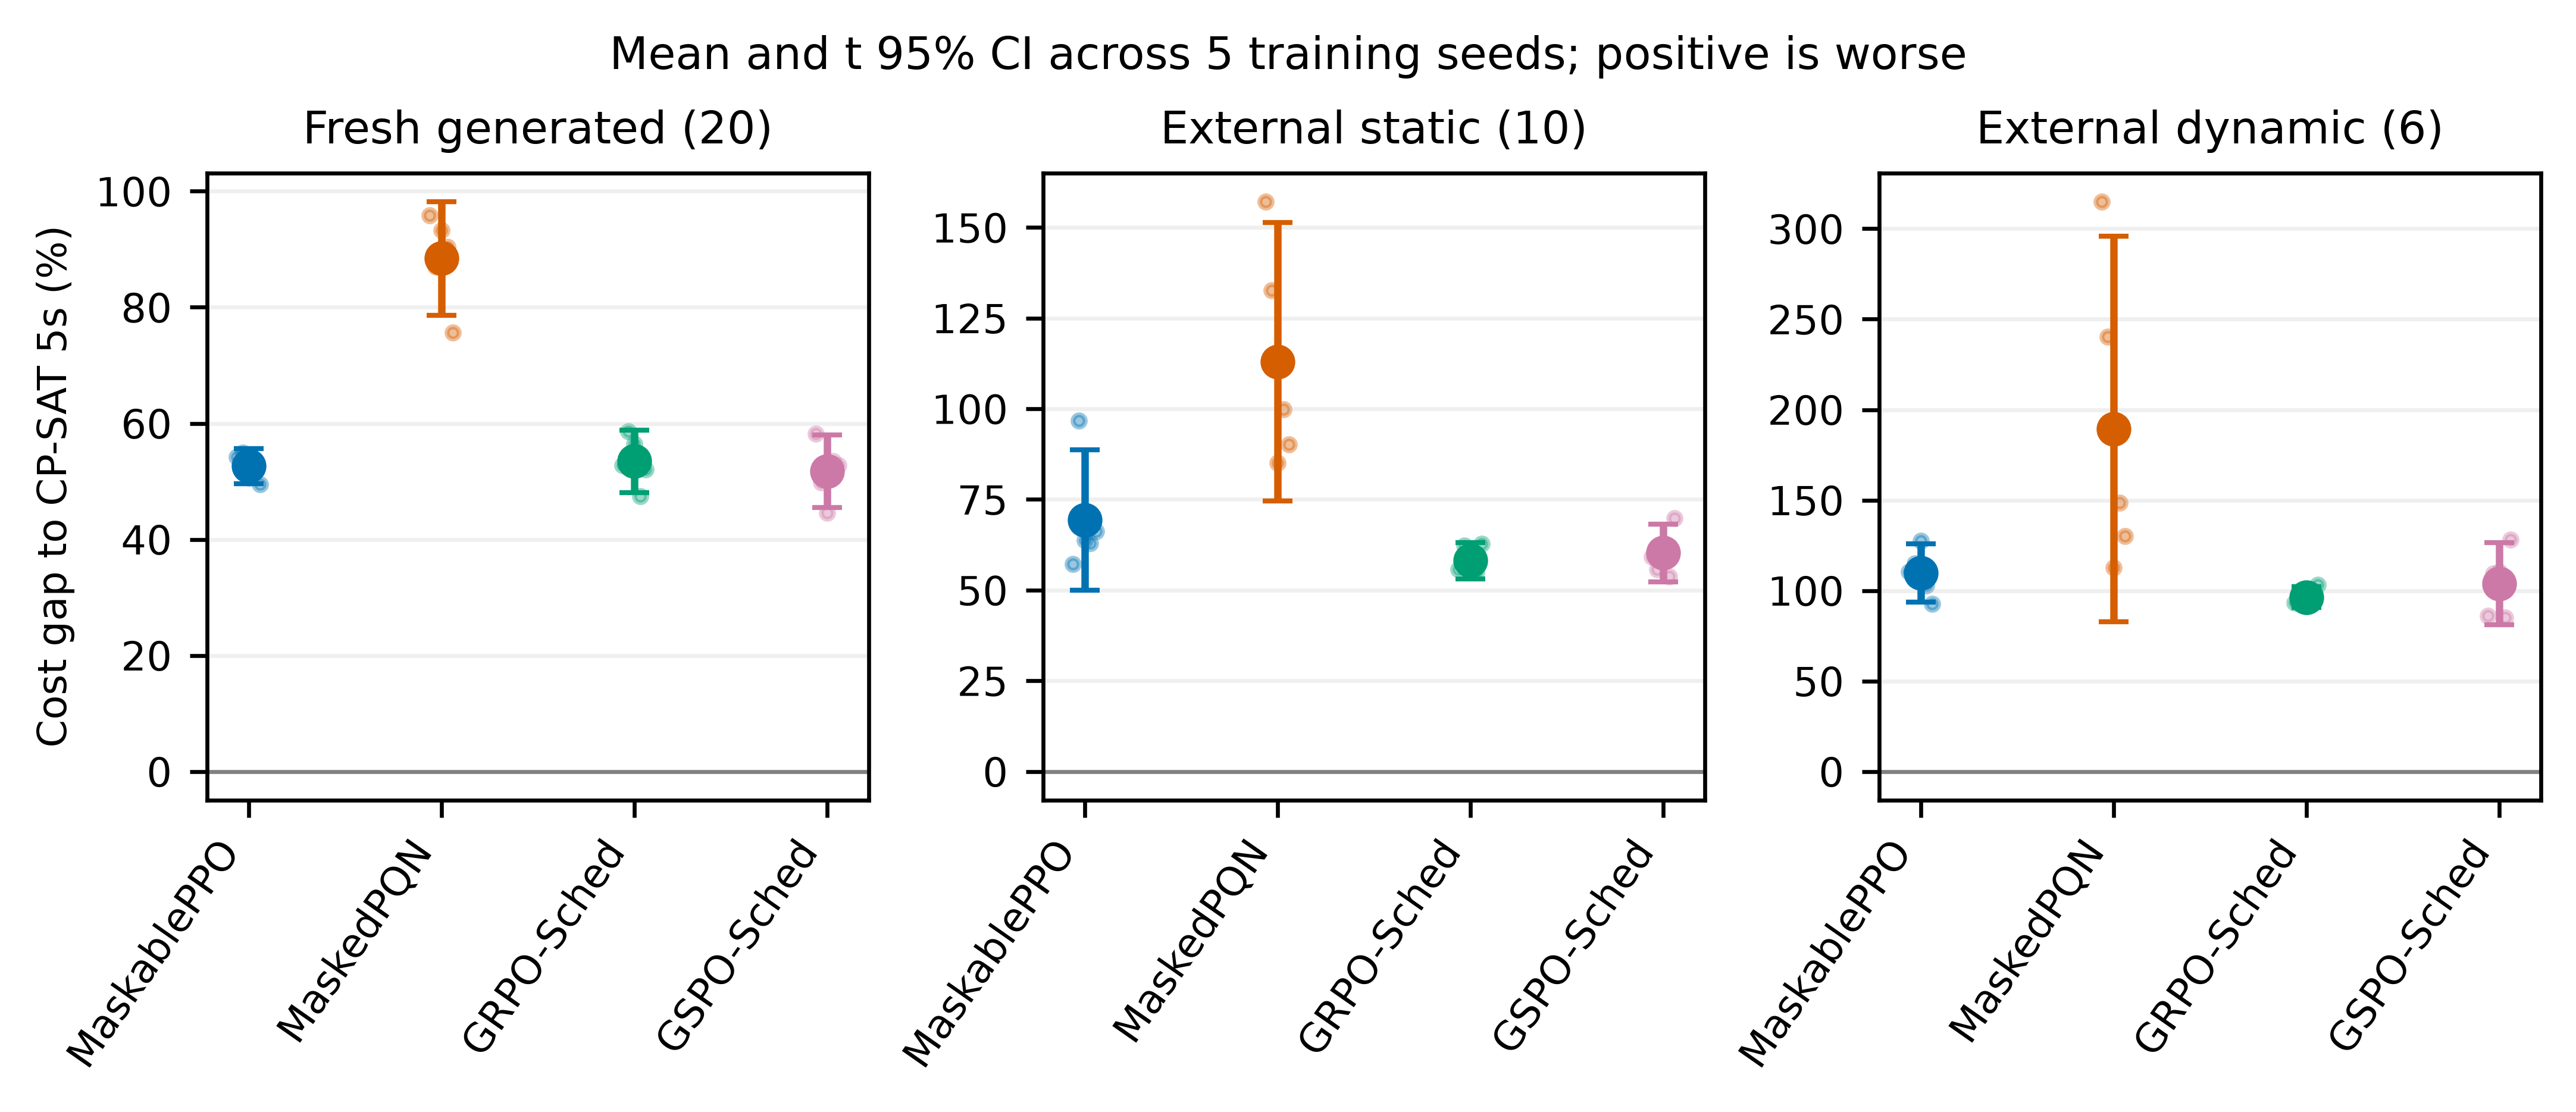 Mean and t 95% CI across 5 training seeds; positive is worse
Fresh generated (20)
External static (10)
External dynamic (6)
Cost gap to CP-SAT 5s (%)
100
80
60
40
20
0
MaskablePPO
MaskedPQN
GRPO-Sched
GSPO-Sched
150
125
100
75
50
25
0
MaskablePPO
MaskedPQN
GRPO-Sched
GSPO-Sched
300
250
200
150
100
50
0
MaskablePPO
MaskedPQN
GRPO-Sched
GSPO-Sched